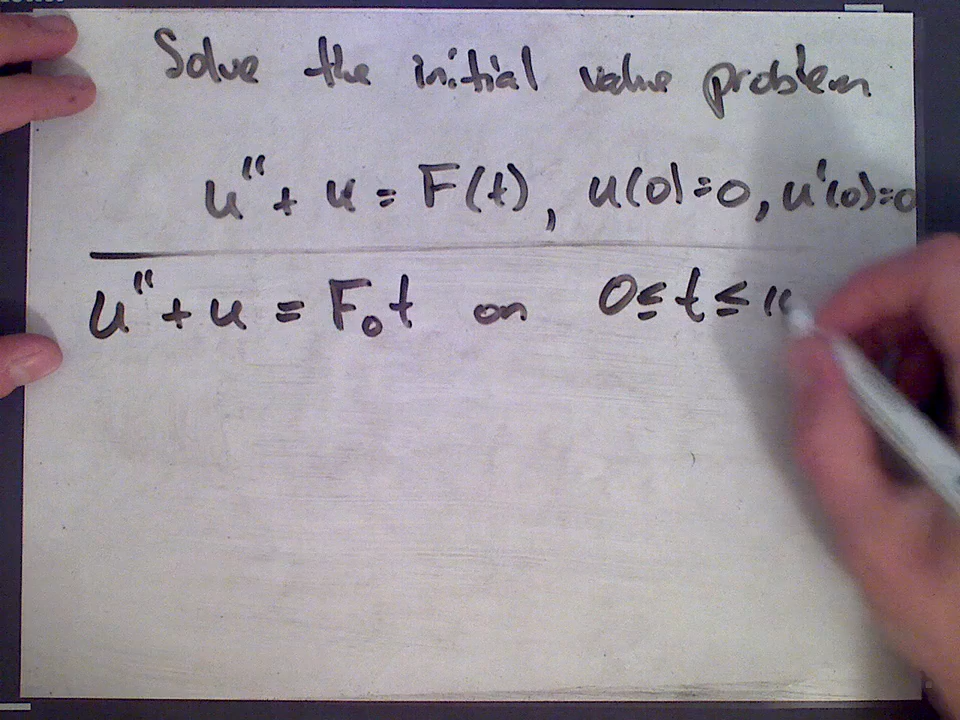 Solve the initial value problem
u'' + u = F(t), u(0)=0, u'(0)=0
u'' + u = F₀t on 0 ≤ t ≤